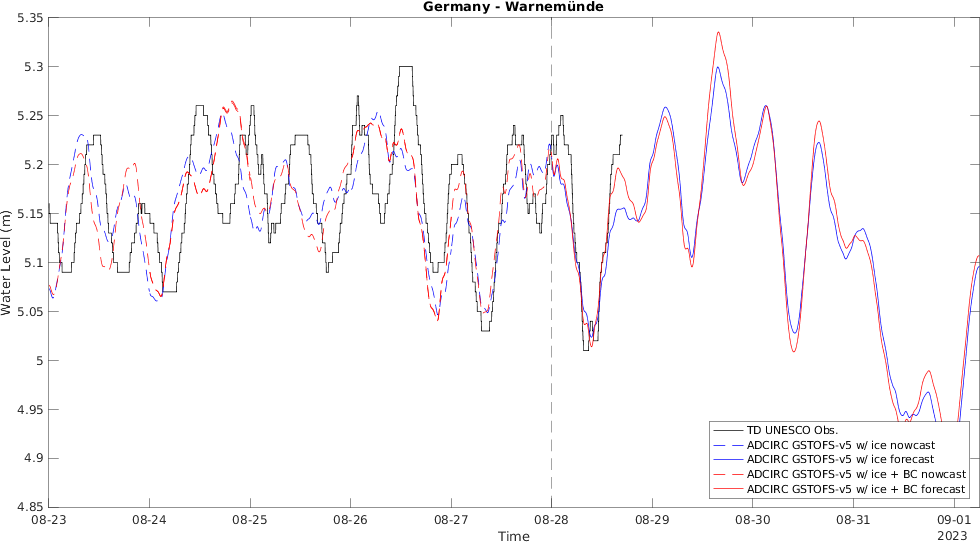 Germany - Warnemünde
Water Level (m)
5.35
5.3
5.25
5.2
5.15
5.1
5.05
5
4.95
4.9
4.85
TD UNESCO Obs.
ADCIRC GSTOFS-v5 w/ ice nowcast
ADCIRC GSTOFS-v5 w/ ice forecast
ADCIRC GSTOFS-v5 w/ ice + BC nowcast
ADCIRC GSTOFS-v5 w/ ice + BC forecast
08-23 08-24 08-25 08-26 08-27 08-28 08-29 08-30 08-31 09-01
2023
Time